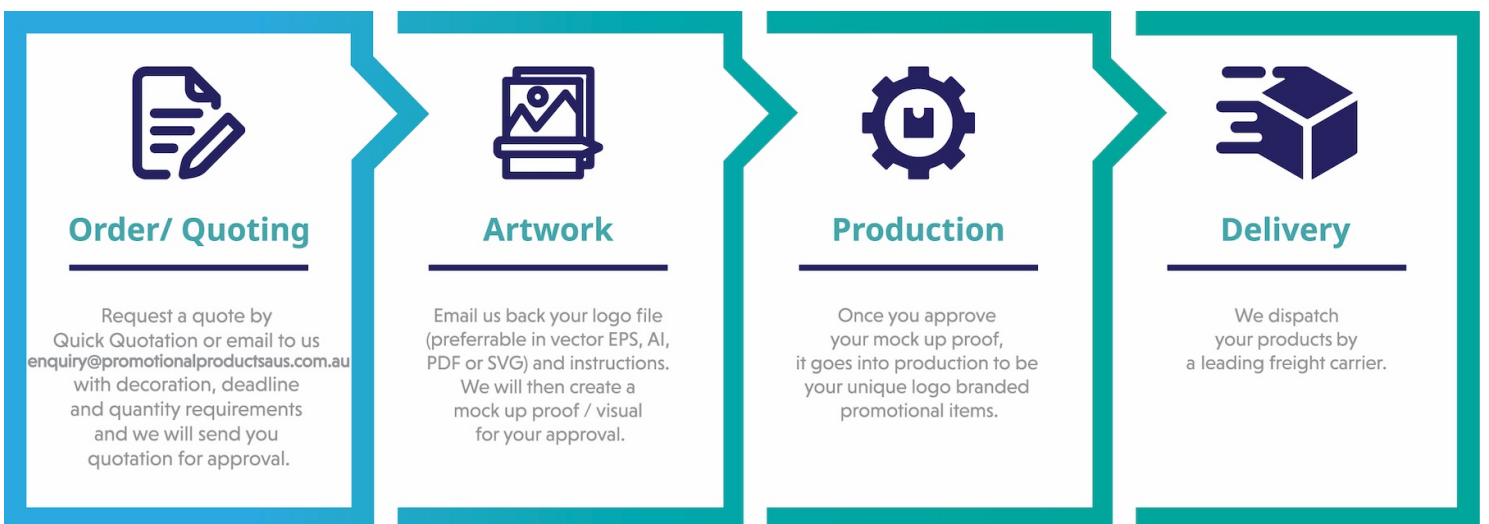 Order/ Quoting
Request a quote by
Quick Quotation or email to us
enquiry@promotionalproductsaus.com.au
with decoration, deadline
and quantity requirements
and we will send you
quotation for approval.
Artwork
Email us back your logo file
(preferrable in vector EPS, AI,
PDF or SVG) and instructions.
We will then create a
mock up proof / visual
for your approval.
Production
Once you approve
your mock up proof,
it goes into production to be
your unique logo branded
promotional items.
Delivery
We dispatch
your products by
a leading freight carrier.